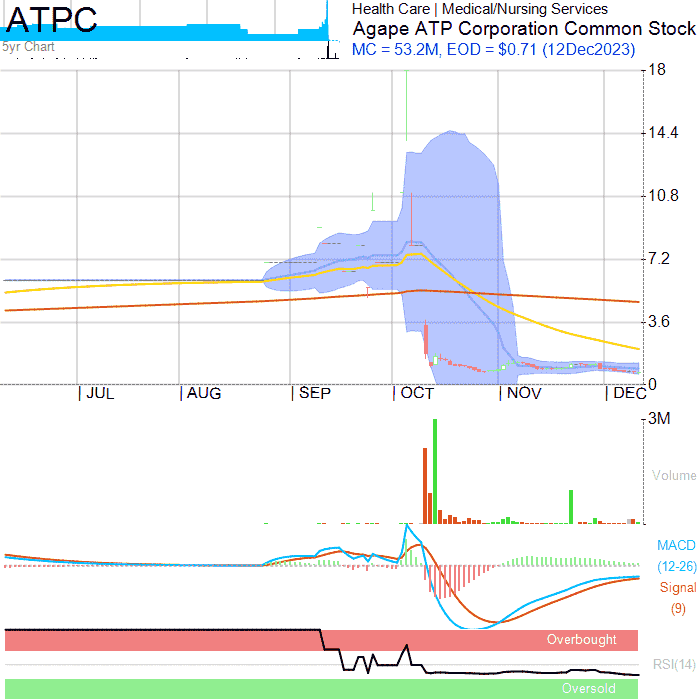 ATPC
Health Care | Medical/Nursing Services
Agape ATP Corporation Common Stock
5yr Chart
MC = 53.2M, EOD = $0.71 (12Dec2023)
18
14.4
10.8
7.2
3.6
0
JUL
AUG
SEP
OCT
NOV
DEC
3M
Volume
MACD
(12-26)
Signal
(9)
Overbought
RSI(14)
Oversold